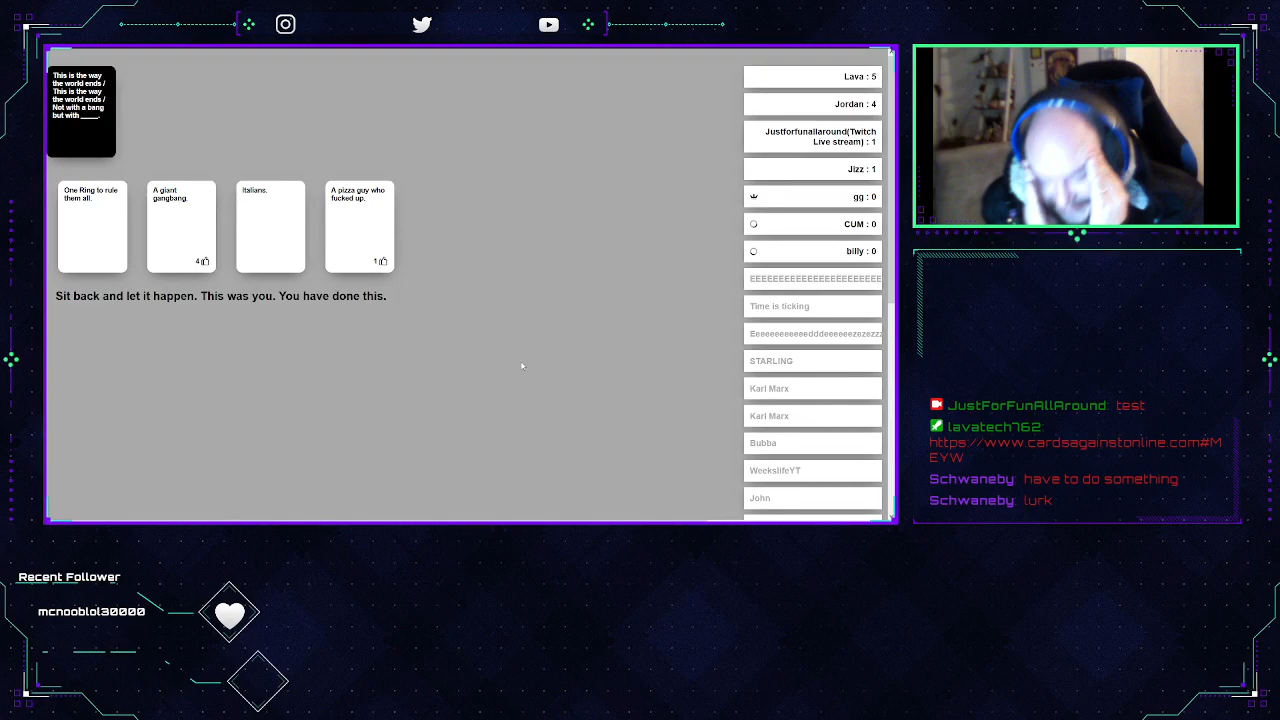 This is the way
the world ends /
This is the way
the world ends /
Not with a bang
but with _____.
One Ring to rule
them all.
A giant
gangbang.
4
Italians.
A pizza guy who
fucked up.
1
Sit back and let it happen. This was you. You have done this.
Lava : 5
Jordan : 4
Justforfunallaround(Twitch
Live stream) : 1
Jizz : 1
gg : 0
CUM : 0
billy : 0
Time is ticking
STARLING
Karl Marx
Karl Marx
Bubba
WeekslifeYT
John
JustForFunAllAround: test
lavatech762:
https://www.cardsagainstonline.com#M
EYW
Schwaneby: have to do something
Schwaneby: lurk
Recent Follower
mcnooblol30000